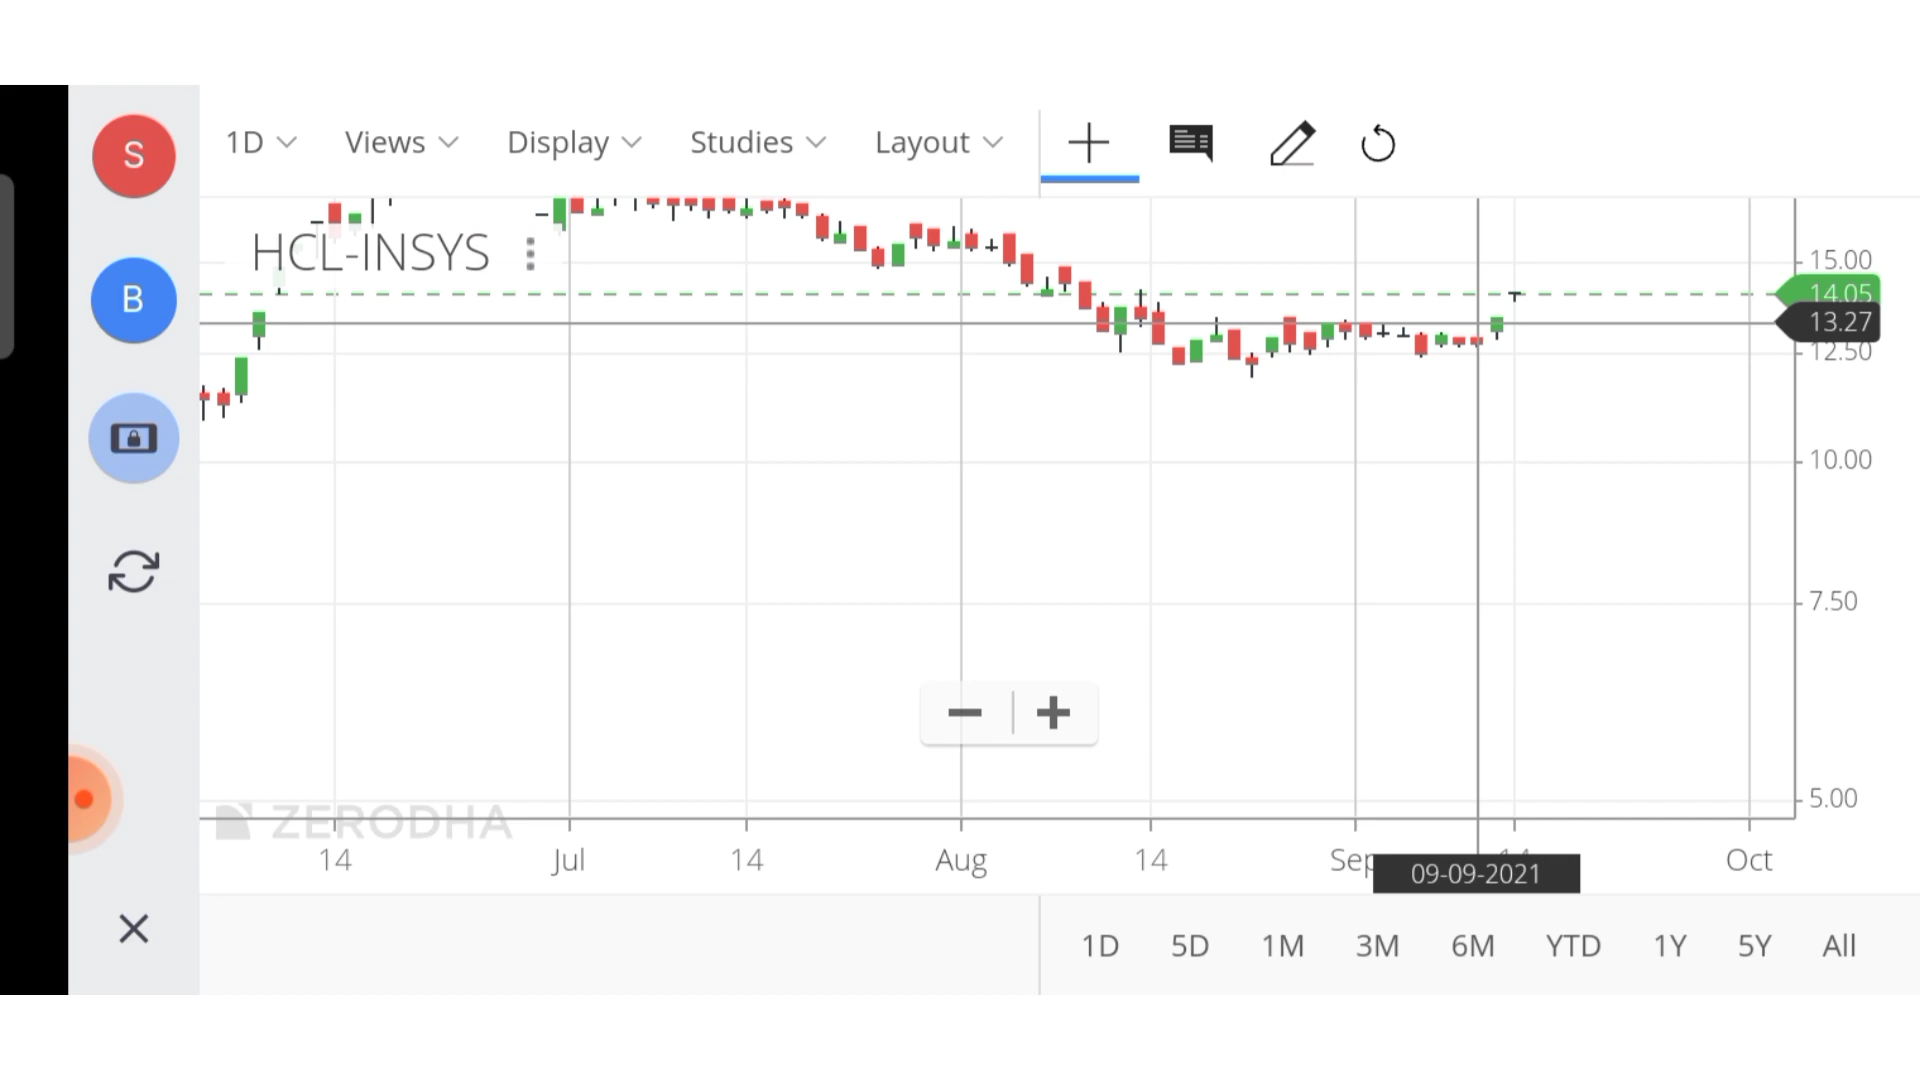 S
B
1D Views Display Studies Layout
HCL-INSYS
15.00
14.05
13.27
12.50
10.00
7.50
5.00
ZERODHA
14 Jul 14 Aug 14 Sep 14 Oct
09-09-2021
1D 5D 1M 3M 6M YTD 1Y 5Y All